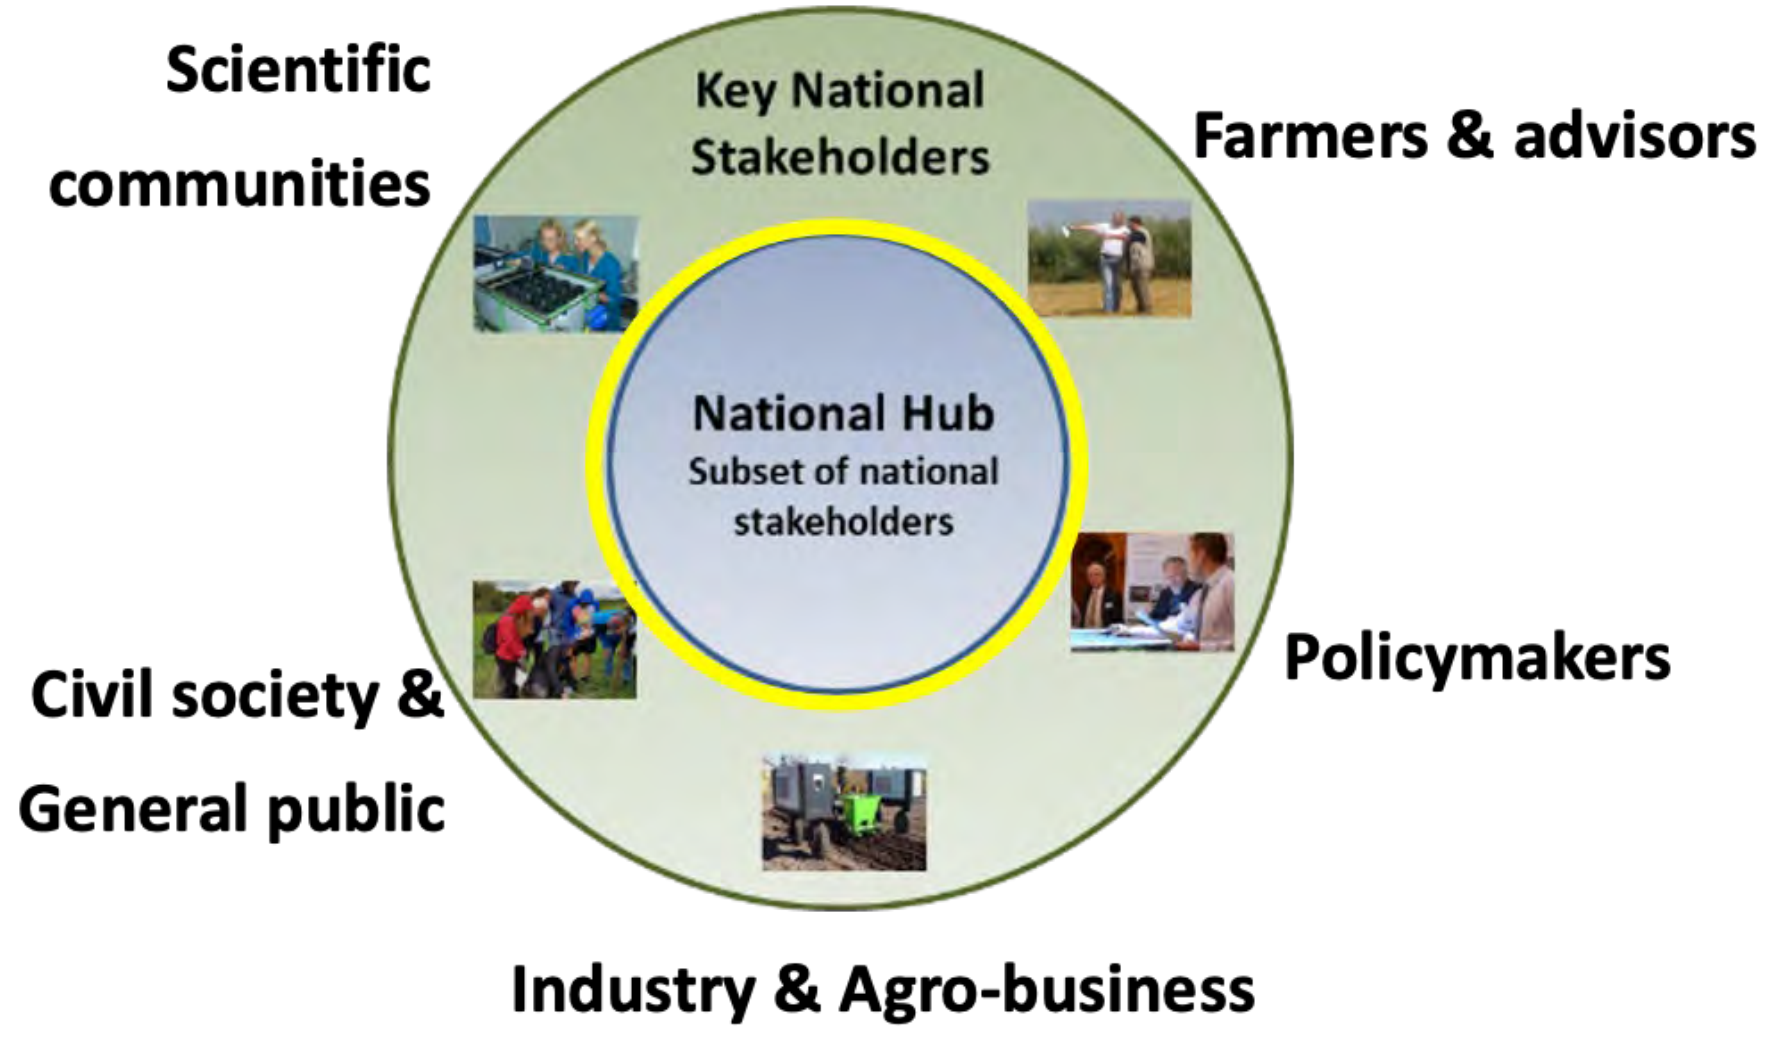 Scientific
communities
Key National
Stakeholders
Farmers & advisors
National Hub
Subset of national
stakeholders
Policymakers
Civil society &
General public
Industry & Agro-business